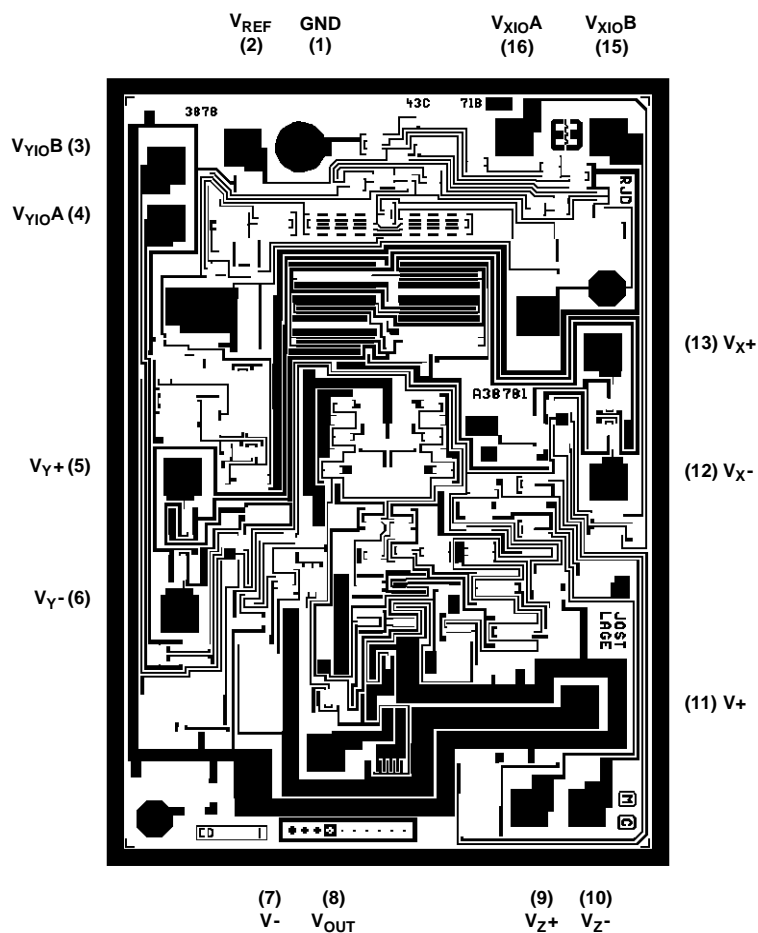 VREF (2)
GND (1)
VXIOA (16)
VXIOB (15)
387B
43C
71B
VYIOB (3)
RJD
VYIOA (4)
(13) VX+
A38781
VY+ (5)
(12) VX-
VY- (6)
JOST
LAGE
(11) V+
M
C
CD
(7) V-
(8) VOUT
(9) VZ+
(10) VZ-